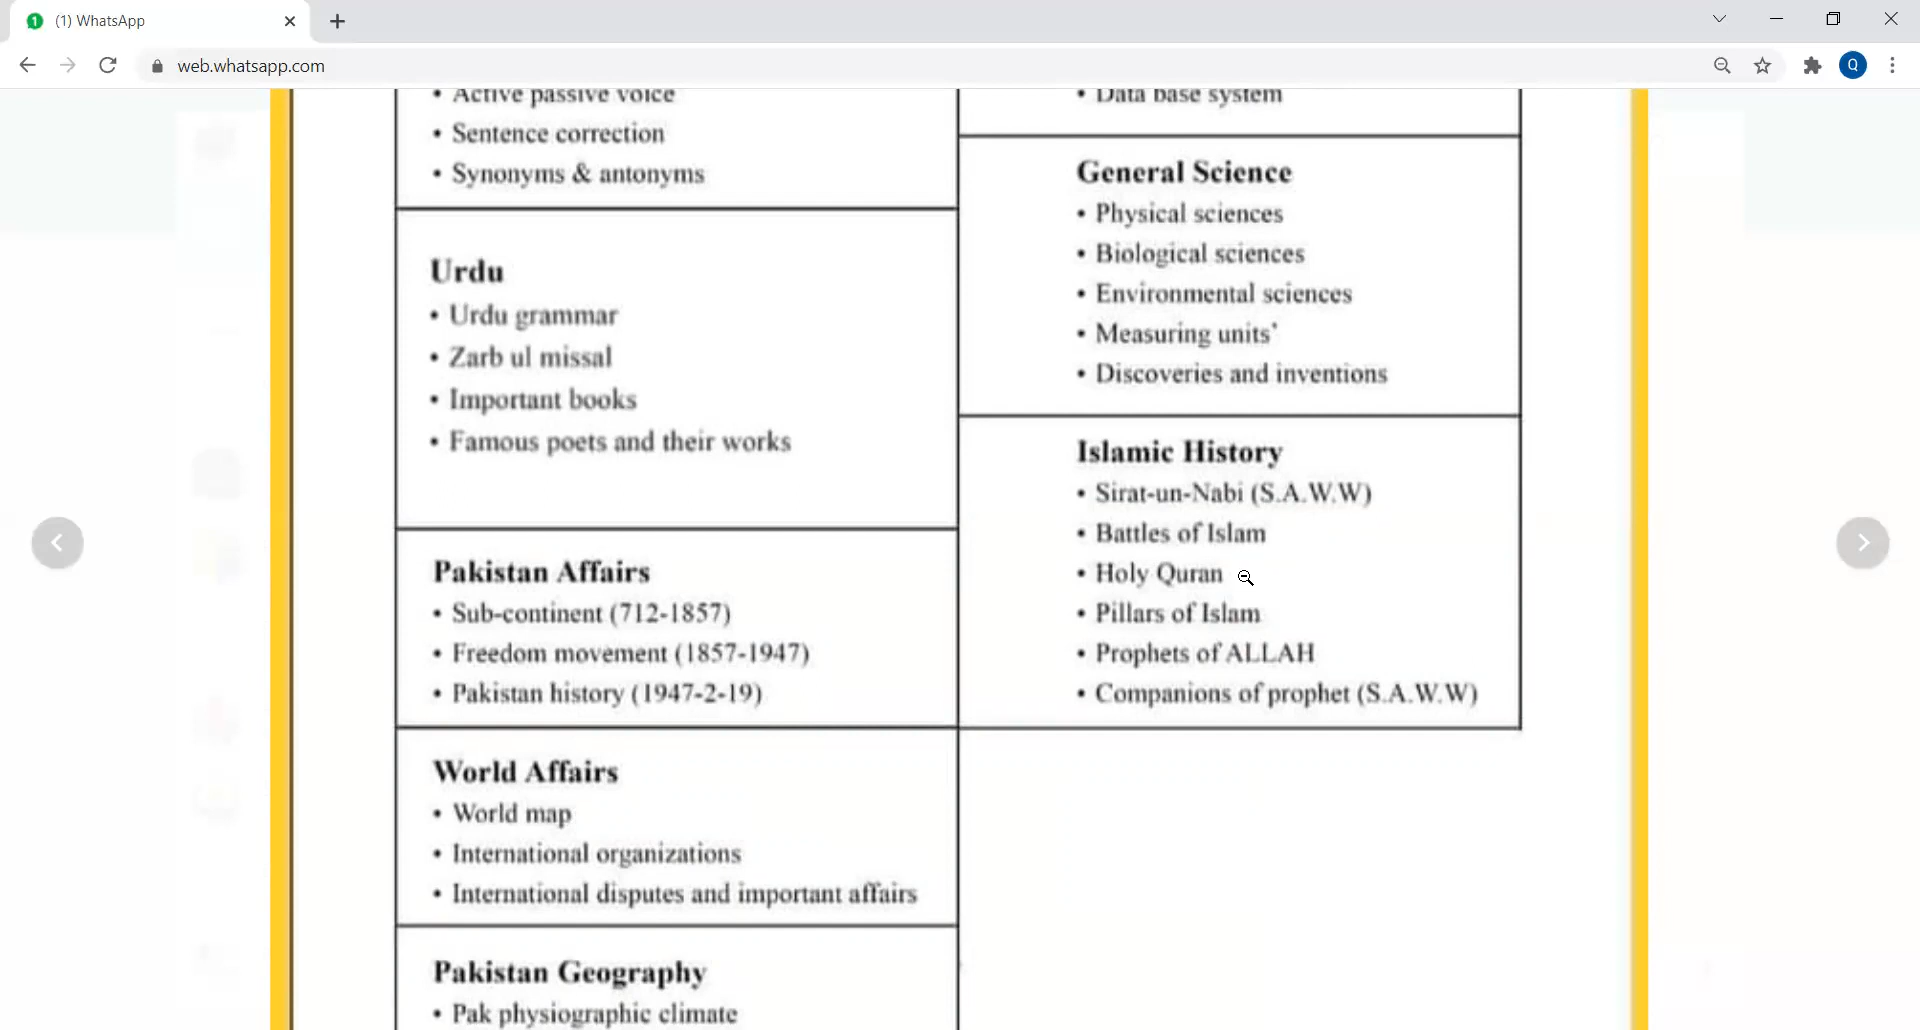 1
(1) WhatsApp
web.whatsapp.com
Q
• Active passive voice
• Sentence correction
• Synonyms & antonyms
Urdu
• Urdu grammar
• Zarb ul missal
• Important books
• Famous poets and their works
Pakistan Affairs
• Sub-continent (712-1857)
• Freedom movement (1857-1947)
• Pakistan history (1947-2-19)
World Affairs
• World map
• International organizations
• International disputes and important affairs
Pakistan Geography
• Pak physiographic climate
• Data base system
General Science
• Physical sciences
• Biological sciences
• Environmental sciences
• Measuring units'
• Discoveries and inventions
Islamic History
• Sirat-un-Nabi (S.A.W.W)
• Battles of Islam
• Holy Quran
• Pillars of Islam
• Prophets of ALLAH
• Companions of prophet (S.A.W.W)